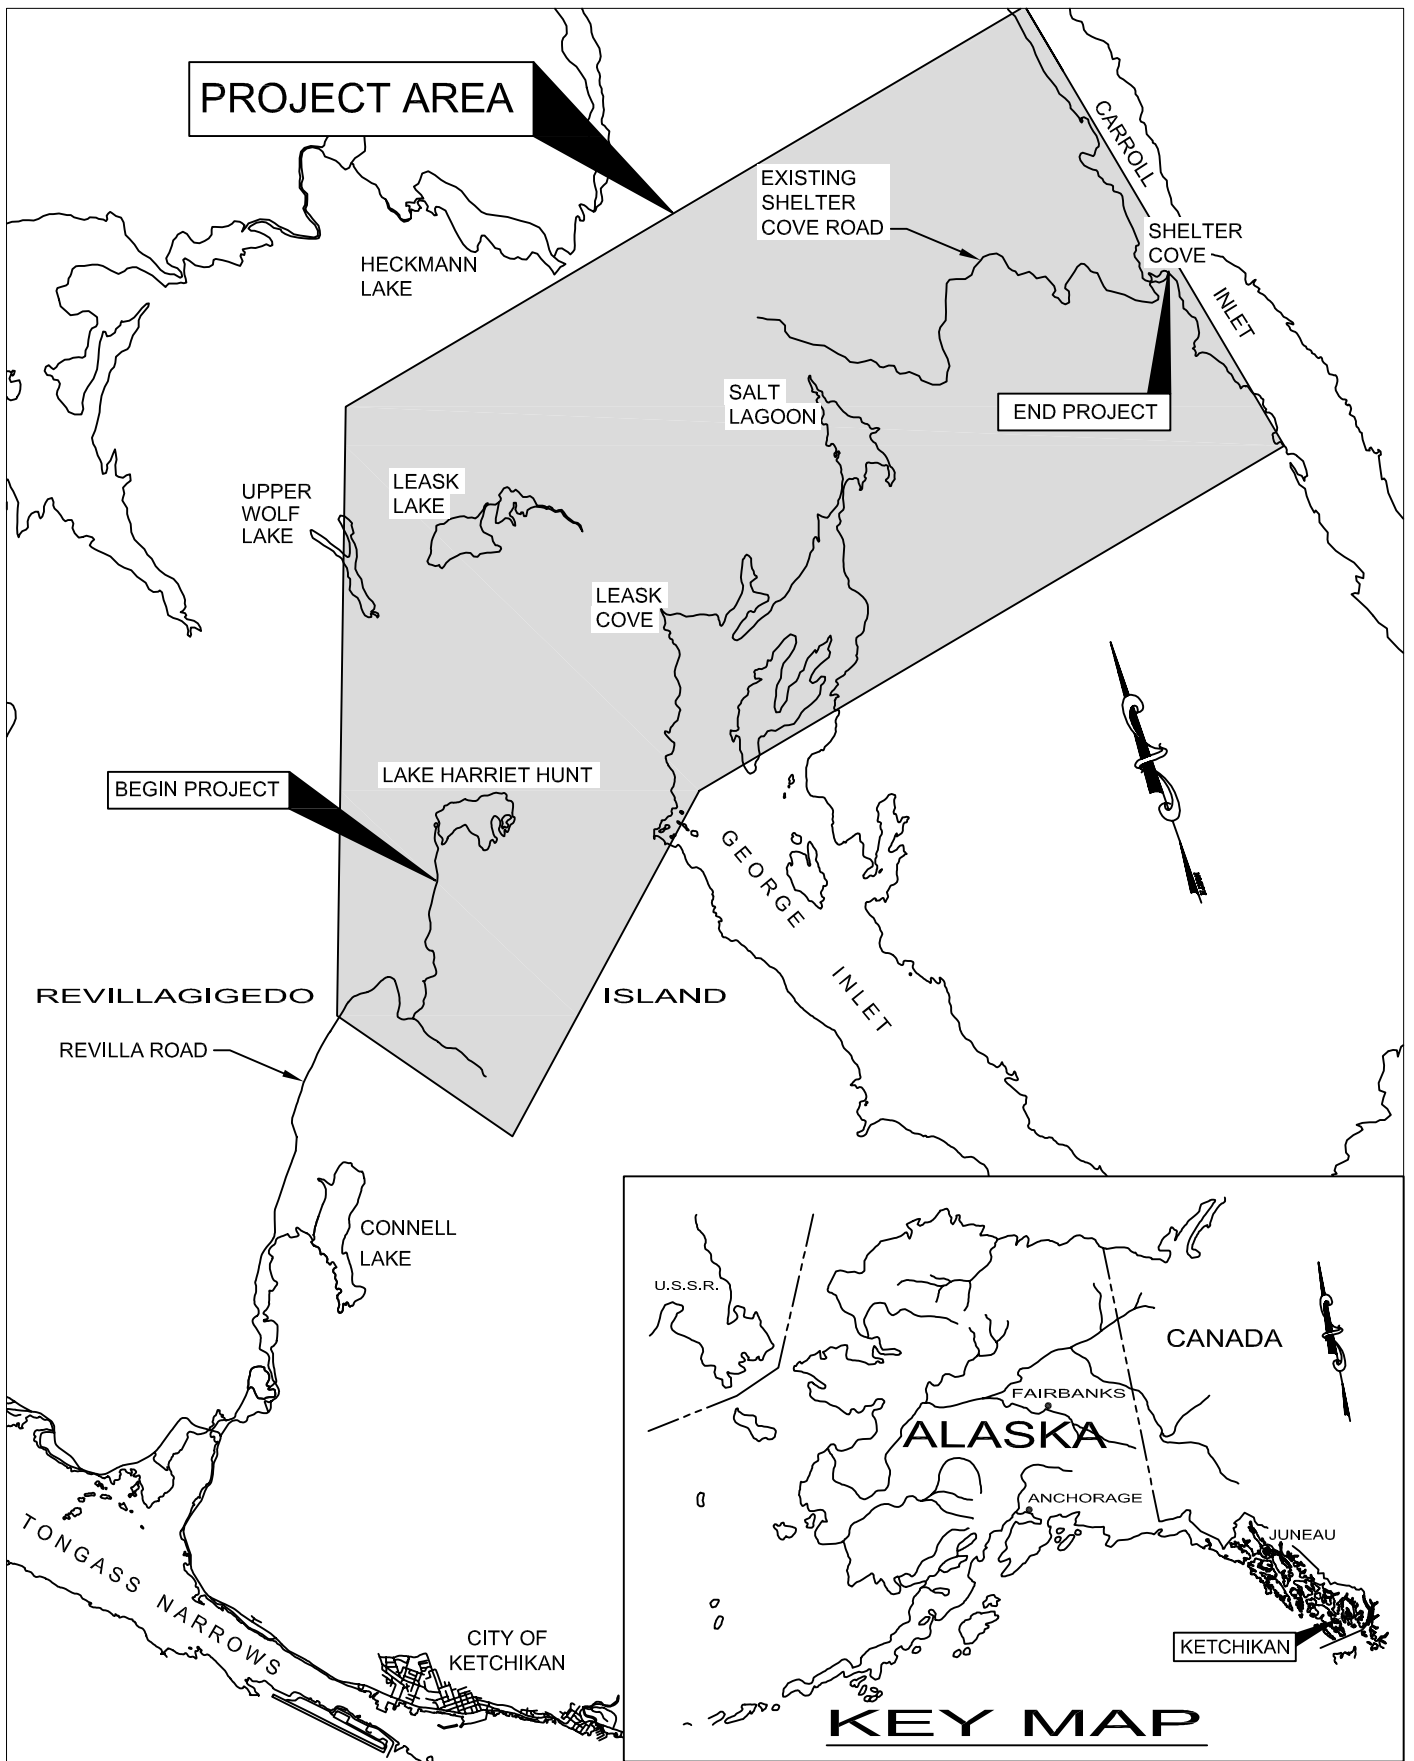 PROJECT AREA
CARROLL
INLET
EXISTING
SHELTER
COVE ROAD
SHELTER
COVE
HECKMANN
LAKE
END PROJECT
SALT
LAGOON
UPPER
WOLF
LAKE
LEASK
LAKE
LEASK
COVE
BEGIN PROJECT
LAKE HARRIET HUNT
GEORGE
INLET
NORTH
REVILLAGIGEDO
ISLAND
REVILLA ROAD
CONNELL
LAKE
TONGASS NARROWS
CITY OF
KETCHIKAN
U.S.S.R.
CANADA
FAIRBANKS
ALASKA
ANCHORAGE
JUNEAU
KETCHIKAN
KEY MAP